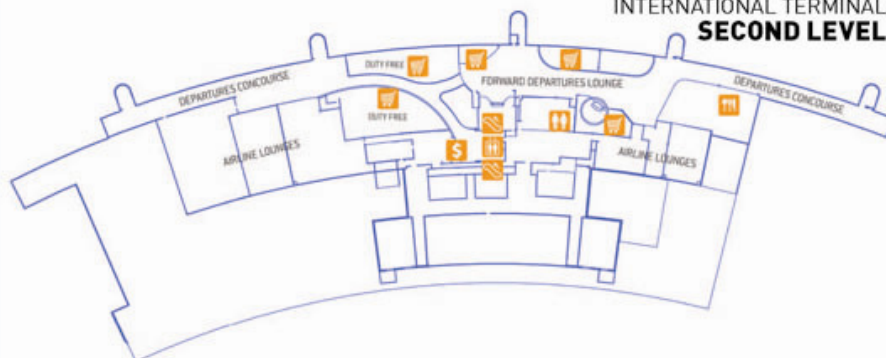 INTERNATIONAL TERMINAL
SECOND LEVEL
DUTY FREE
DEPARTURES CONCOURSE
FORWARD DEPARTURES LOUNGE
DEPARTURES CONCOURSE
DUTY FREE
AIRLINE LOUNGES
$
AIRLINE LOUNGES